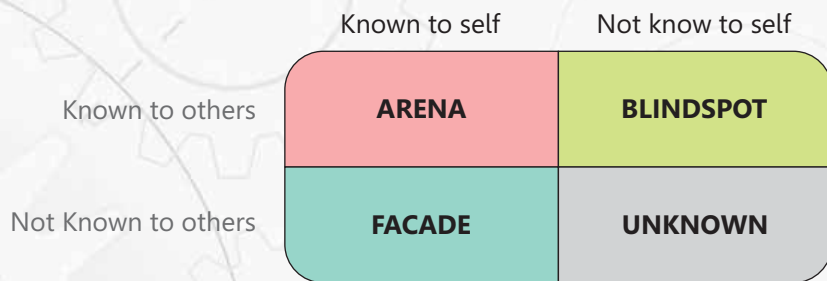 Known to self Not know to self
Known to others ARENA BLINDSPOT
Not Known to others FACADE UNKNOWN